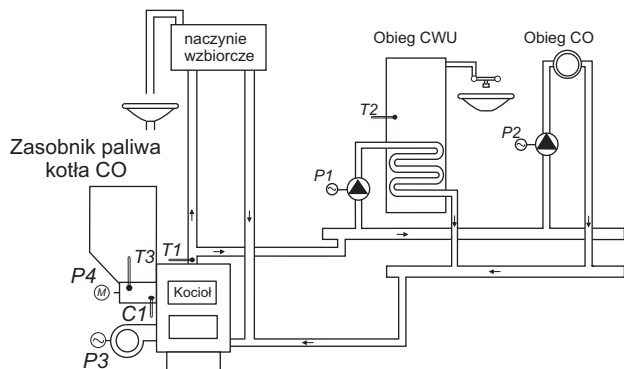 naczynie
wzbiorcze
Obieg CWU
Obieg CO
T2
P2
P1
Zasobnik paliwa
kotła CO
T3
T1
P4
M
Kocioł
C1
P3